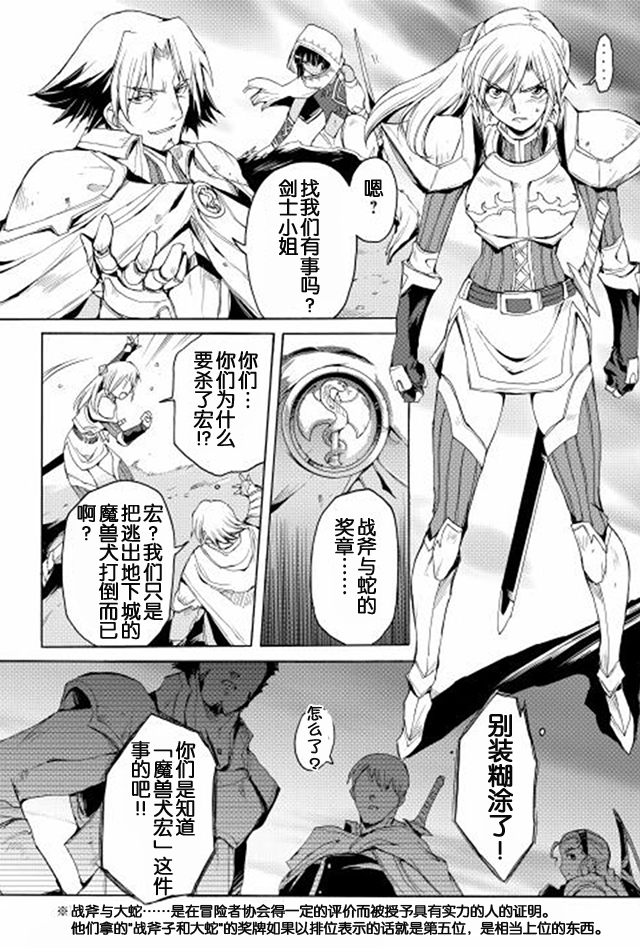 …
…
嗯？
找我们有事吗？
剑士小姐
战斧与蛇的
奖章……
你们…
你们为什么
要杀了宏!?
宏？我们只是
把逃出地下城的
魔兽犬打倒而已
啊？
别装糊涂了！
怎么了？
你们是知道
「魔兽犬宏」这件
事的吧!!
※ 战斧与大蛇……是在冒险者协会得一定的评价而被授予具有实力的人的证明。
他们拿的"战斧子和大蛇"的奖牌如果以排位表示的话就是第五位，是相当上位的东西。